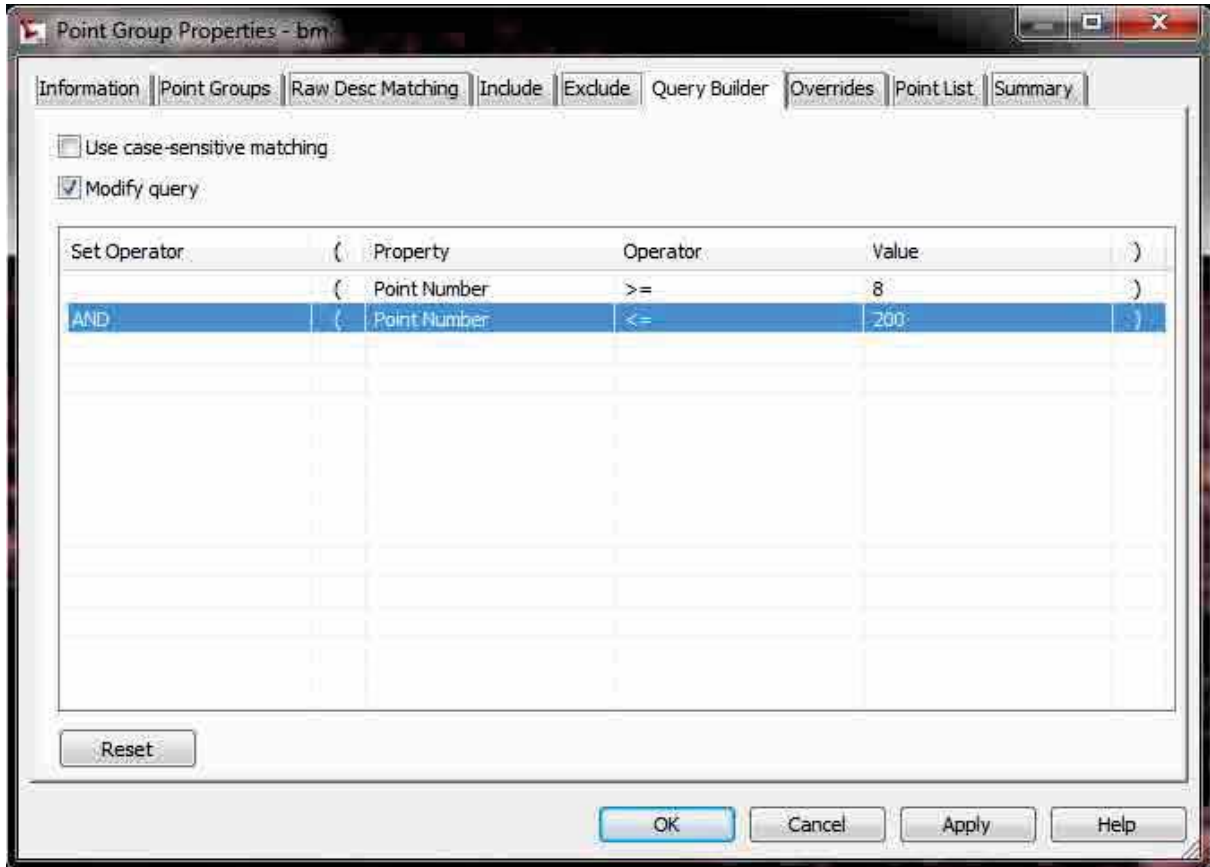 Point Group Properties - bm
Information Point Groups Raw Desc Matching Include Exclude Query Builder Overrides Point List Summary
Use case-sensitive matching
Modify query
Set Operator ( Property Operator Value )
( Point Number >= 8 )
AND ( Point Number <= 200 )
Reset
OK Cancel Apply Help